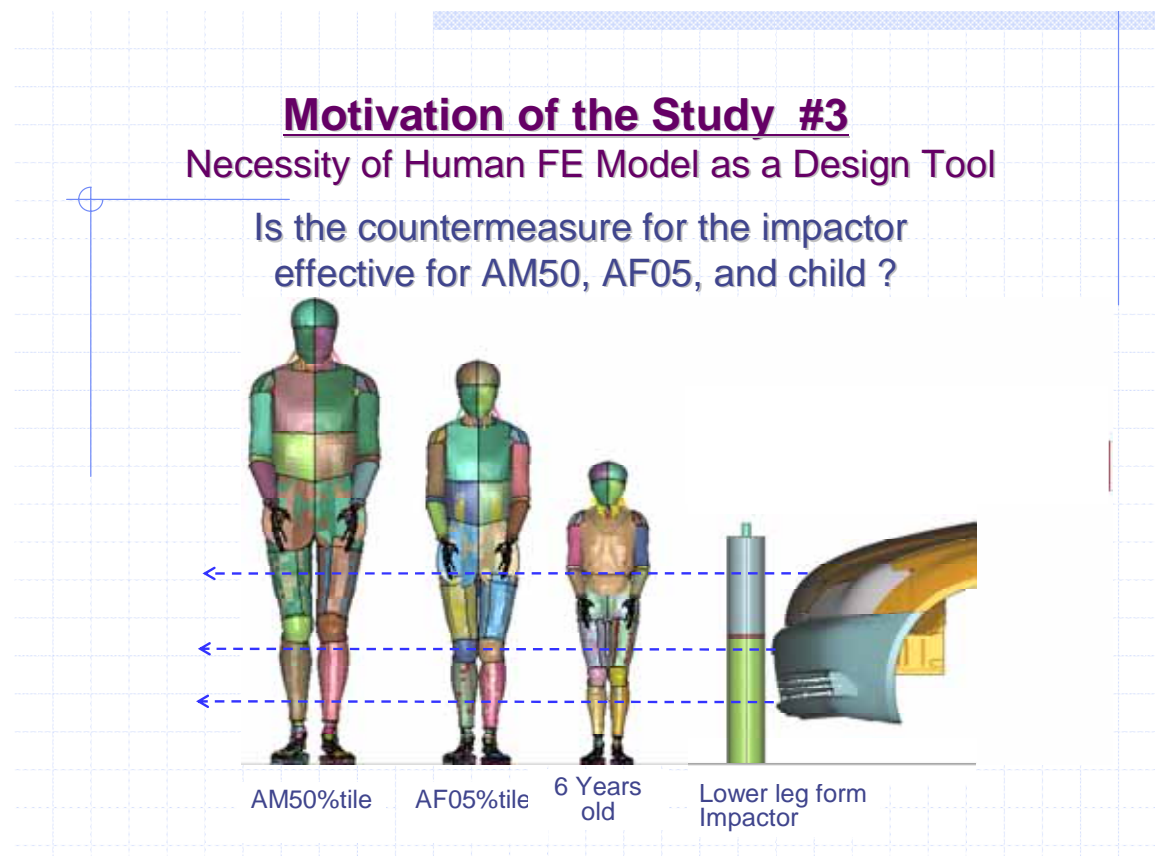 Motivation of the Study #3
Necessity of Human FE Model as a Design Tool
Is the countermeasure for the impactor
effective for AM50, AF05, and child ?
AM50%tile
AF05%tile
6 Years
old
Lower leg form
Impactor